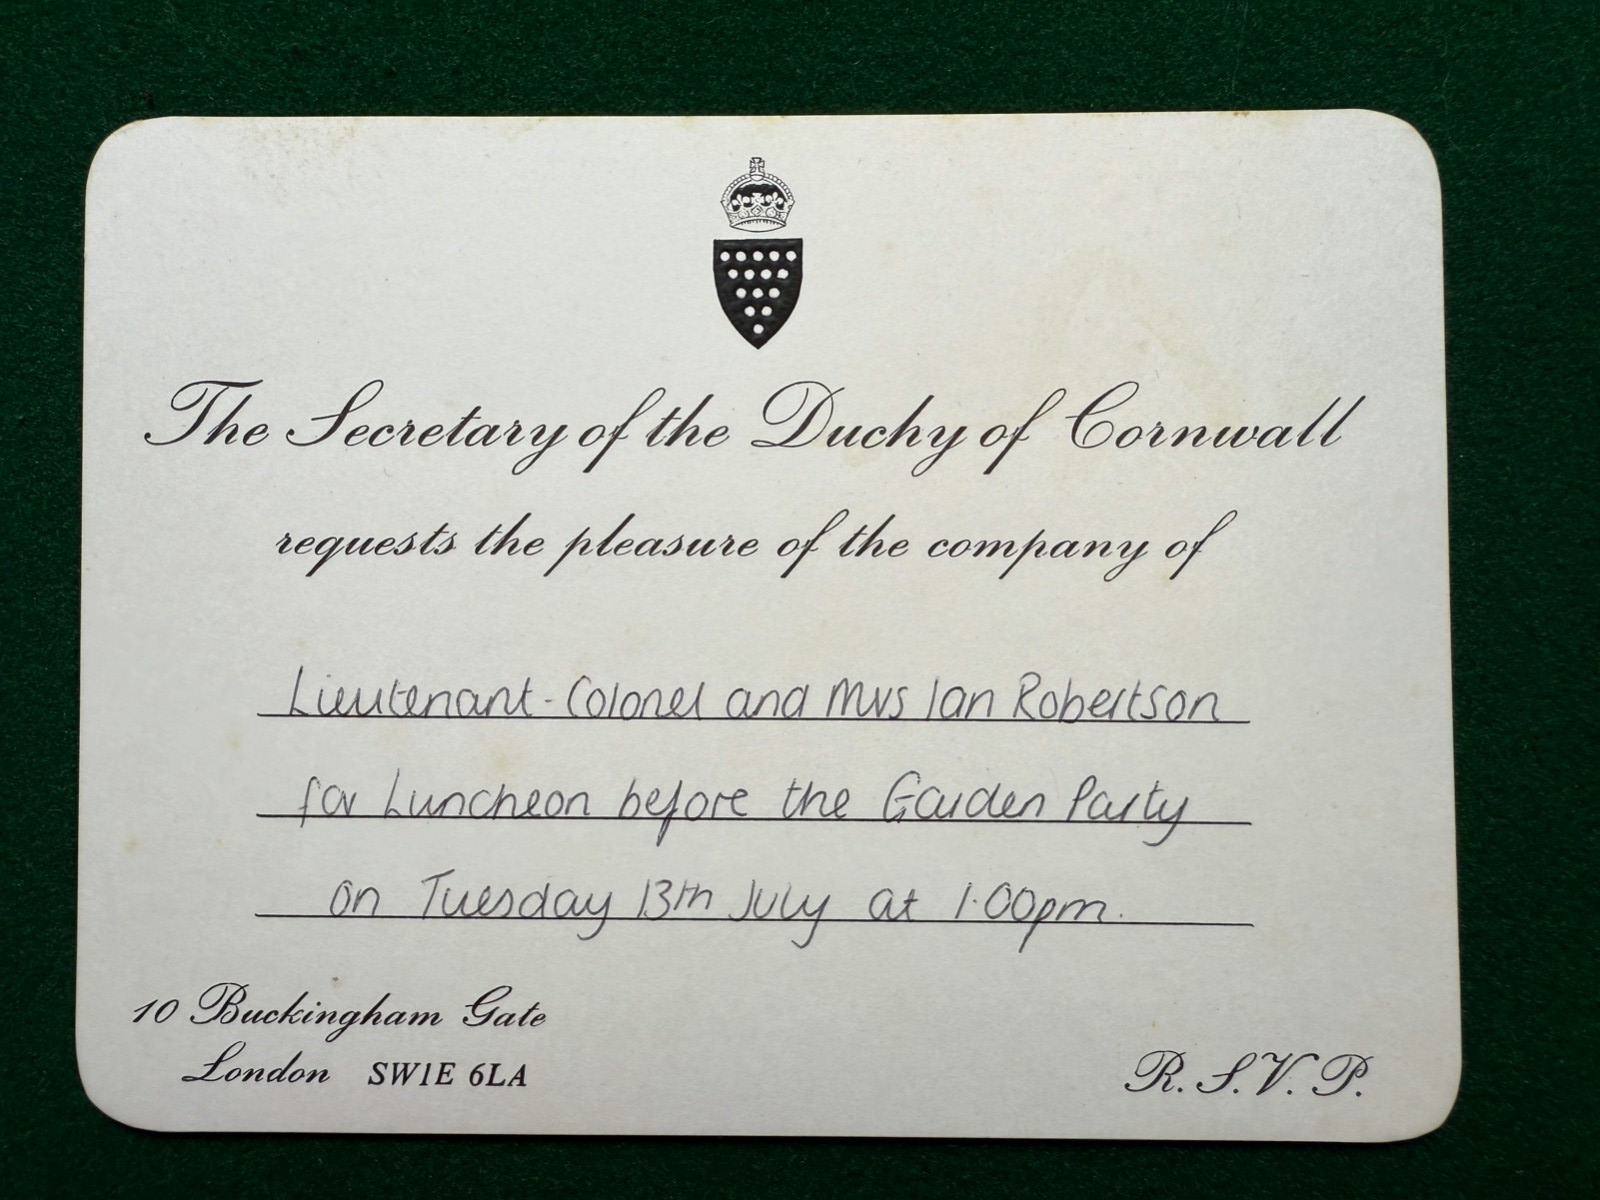 The Secretary of the Duchy of Cornwall
requests the pleasure of the company of
Lieutenant-Colonel and Mrs Ian Robertson
for Luncheon before the Garden Party
on Tuesday 13th July at 1.00pm.
10 Buckingham Gate
London SW1E 6LA
R.S.V.P.